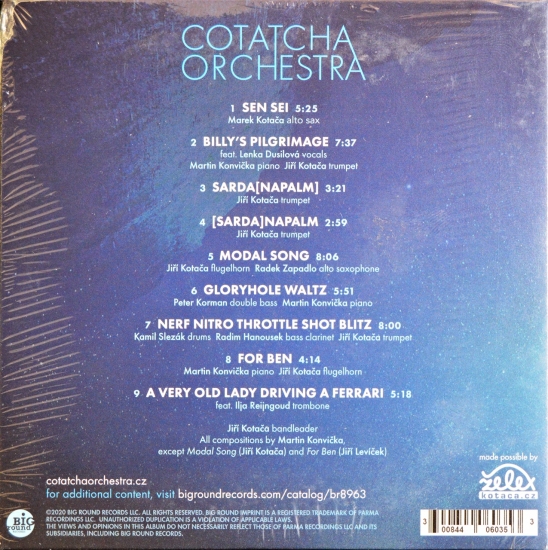 COTATCHA
ORCHESTRA
1 SEN SEI 5:25
Marek Kotača alto sax
2 BILLY'S PILGRIMAGE 7:37
feat. Lenka Dusilová vocals
Martin Konvička piano Jiří Kotača trumpet
3 SARDA[NAPALM] 3:21
Jiří Kotača trumpet
4 [SARDA]NAPALM 2:59
Jiří Kotača trumpet
5 MODAL SONG 8:06
Jiří Kotača flugelhorn Radek Zapadlo alto saxophone
6 GLORYHOLE WALTZ 5:51
Peter Korman double bass Martin Konvička piano
7 NERF NITRO THROTTLE SHOT BLITZ 8:00
Kamil Slezák drums Radim Hanousek bass clarinet Jiří Kotača trumpet
8 FOR BEN 4:14
Martin Konvička piano Jiří Kotača flugelhorn
9 A VERY OLD LADY DRIVING A FERRARI 5:18
feat. Ilja Reijngoud trombone
Jiří Kotača bandleader
All compositions by Martin Konvička,
except Modal Song (Jiří Kotača) and For Ben (Jiří Levíček)
made possible by
želex
kotaca.cz
cotatchaorchestra.cz
for additional content, visit bigroundrecords.com/catalog/br8963
BIG
round
©2020 BIG ROUND RECORDS LLC. ALL RIGHTS RESERVED. BIG ROUND IMPRINT IS A REGISTERED TRADEMARK OF PARMA
RECORDINGS LLC. UNAUTHORIZED DUPLICATION IS A VIOLATION OF APPLICABLE LAWS.
THE VIEWS AND OPINIONS IN THIS ALBUM DO NOT NECESSARILY REFLECT THOSE OF PARMA RECORDINGS LLC AND ITS
SUBSIDIARIES, INCLUDING BIG ROUND RECORDS.
3 00844 06035 3